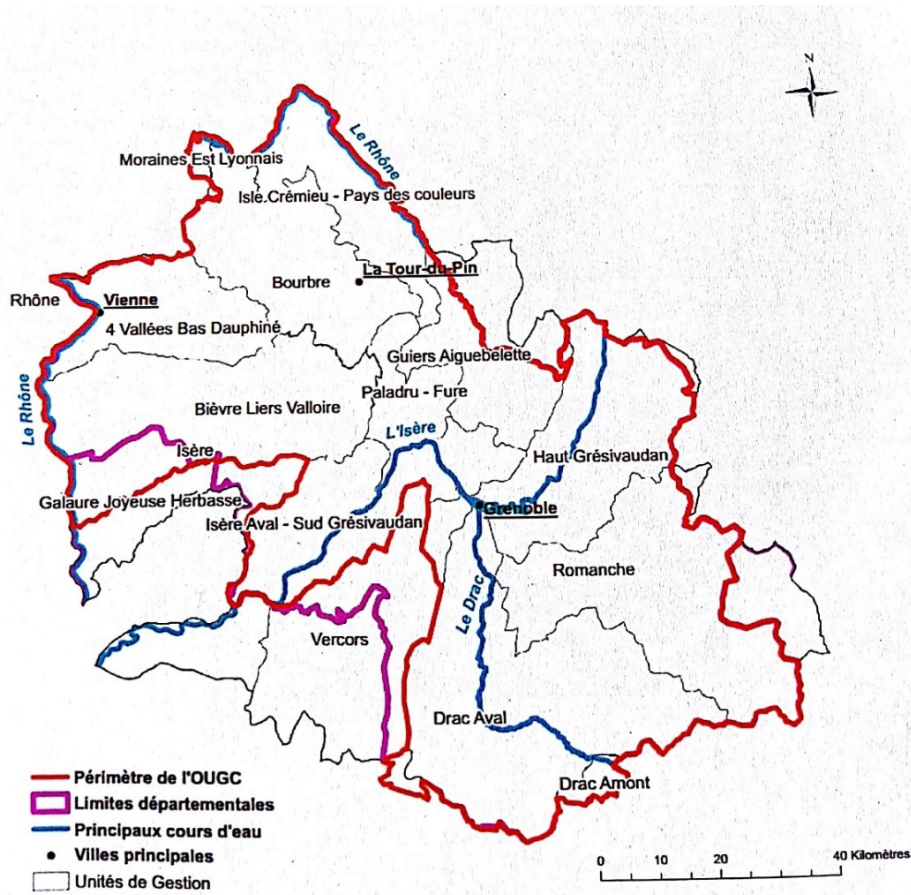 N
Le Rhône
Moraines Est Lyonnais
Isle.Crémieu - Pays des couleurs
La Tour-du-Pin
Bourbre
Rhône
Vienne
4 Vallées Bas Dauphiné
Guiers Aiguebelette
Paladru - Fure
Bièvre Liers Valloire
Le Rhône
L'Isère
Isère
Haut Grésivaudan
Galaure Joyeuse Herbasse
Grenoble
Isère Aval - Sud Grésivaudan
Romanche
Le Drac
Vercors
Drac Aval
Drac Amont
Périmètre de l'OUGC
Limites départementales
Principaux cours d'eau
Villes principales
Unités de Gestion
0 10 20 40 Kilomètres